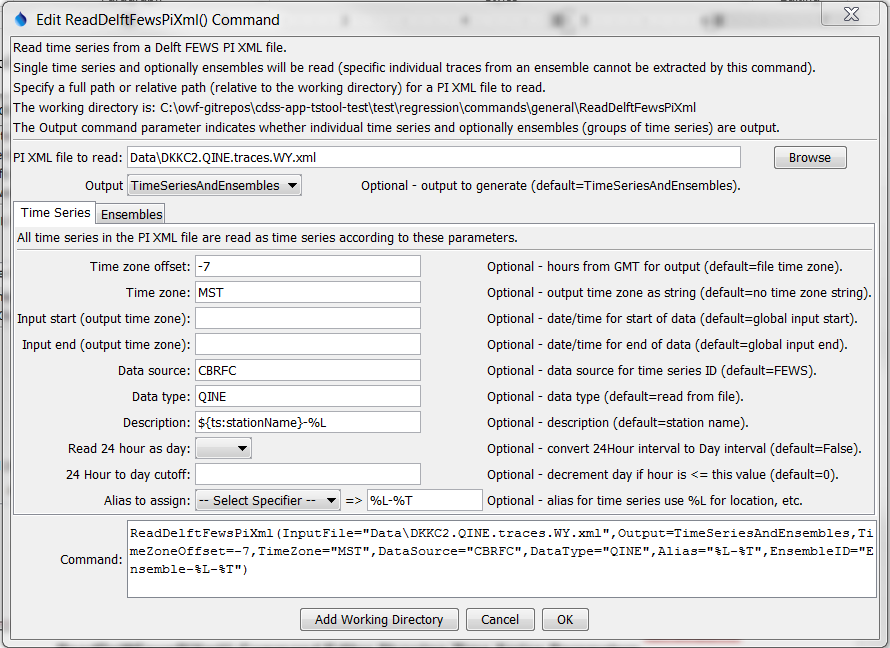 Edit ReadDelftFewsPiXml() Command
Read time series from a Delft FEWS PI XML file.
Single time series and optionally ensembles will be read (specific individual traces from an ensemble cannot be extracted by this command).
Specify a full path or relative path (relative to the working directory) for a PI XML file to read.
The working directory is: C:\owf-gitrepos\cdss-app-tstool-test\test\regression\commands\general\ReadDelftFewsPiXml
The Output command parameter indicates whether individual time series and optionally ensembles (groups of time series) are output.
PI XML file to read: Data\DKKC2.QINE.traces.WY.xml Browse
Output TimeSeriesAndEnsembles Optional - output to generate (default=TimeSeriesAndEnsembles).
Time Series Ensembles
All time series in the PI XML file are read as time series according to these parameters.
Time zone offset: -7 Optional - hours from GMT for output (default=file time zone).
Time zone: MST Optional - output time zone as string (default=no time zone string).
Input start (output time zone): Optional - date/time for start of data (default=global input start).
Input end (output time zone): Optional - date/time for end of data (default=global input end).
Data source: CBRFC Optional - data source for time series ID (default=FEWS).
Data type: QINE Optional - data type (default=read from file).
Description: ${ts:stationName}-%L Optional - description (default=station name).
Read 24 hour as day: Optional - convert 24Hour interval to Day interval (default=False).
24 Hour to day cutoff: Optional - decrement day if hour is <= this value (default=0).
Alias to assign: -- Select Specifier -- => %L-%T Optional - alias for time series use %L for location, etc.
Command:
ReadDelftFewsPiXml(InputFile="Data\DKKC2.QINE.traces.WY.xml",Output=TimeSeriesAndEnsembles,Ti
meZoneOffset=-7,TimeZone="MST",DataSource="CBRFC",DataType="QINE",Alias="%L-%T",EnsembleID="E
nsemble-%L-%T")
Add Working Directory Cancel OK